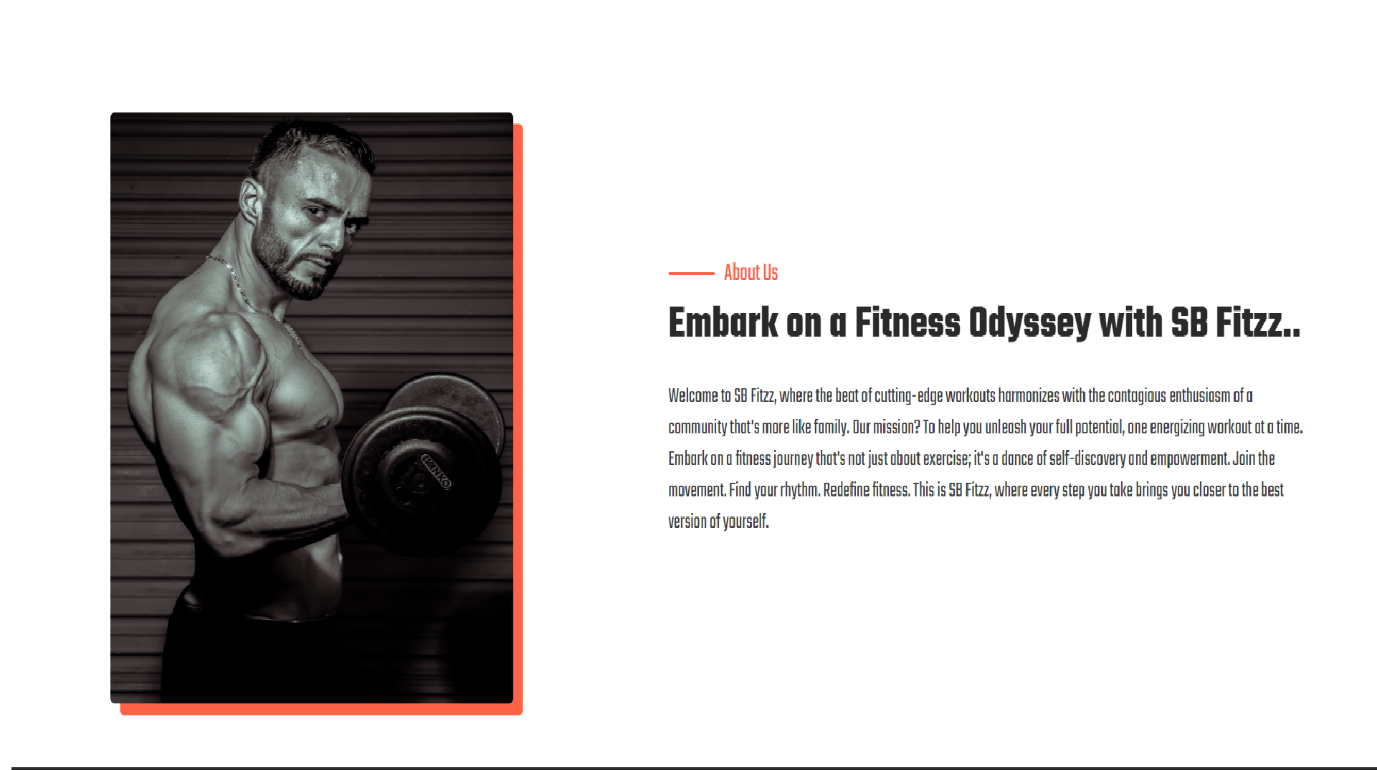 About Us
Embark on a Fitness Odyssey with SB Fitzz..
Welcome to SB Fitzz, where the beat of cutting-edge workouts harmonizes with the contagious enthusiasm of a
community that's more like family. Our mission? To help you unleash your full potential, one energizing workout at a time.
Embark on a fitness journey that's not just about exercise; it's a dance of self-discovery and empowerment. Join the
movement. Find your rhythm. Redefine fitness. This is SB Fitzz, where every step you take brings you closer to the best
version of yourself.